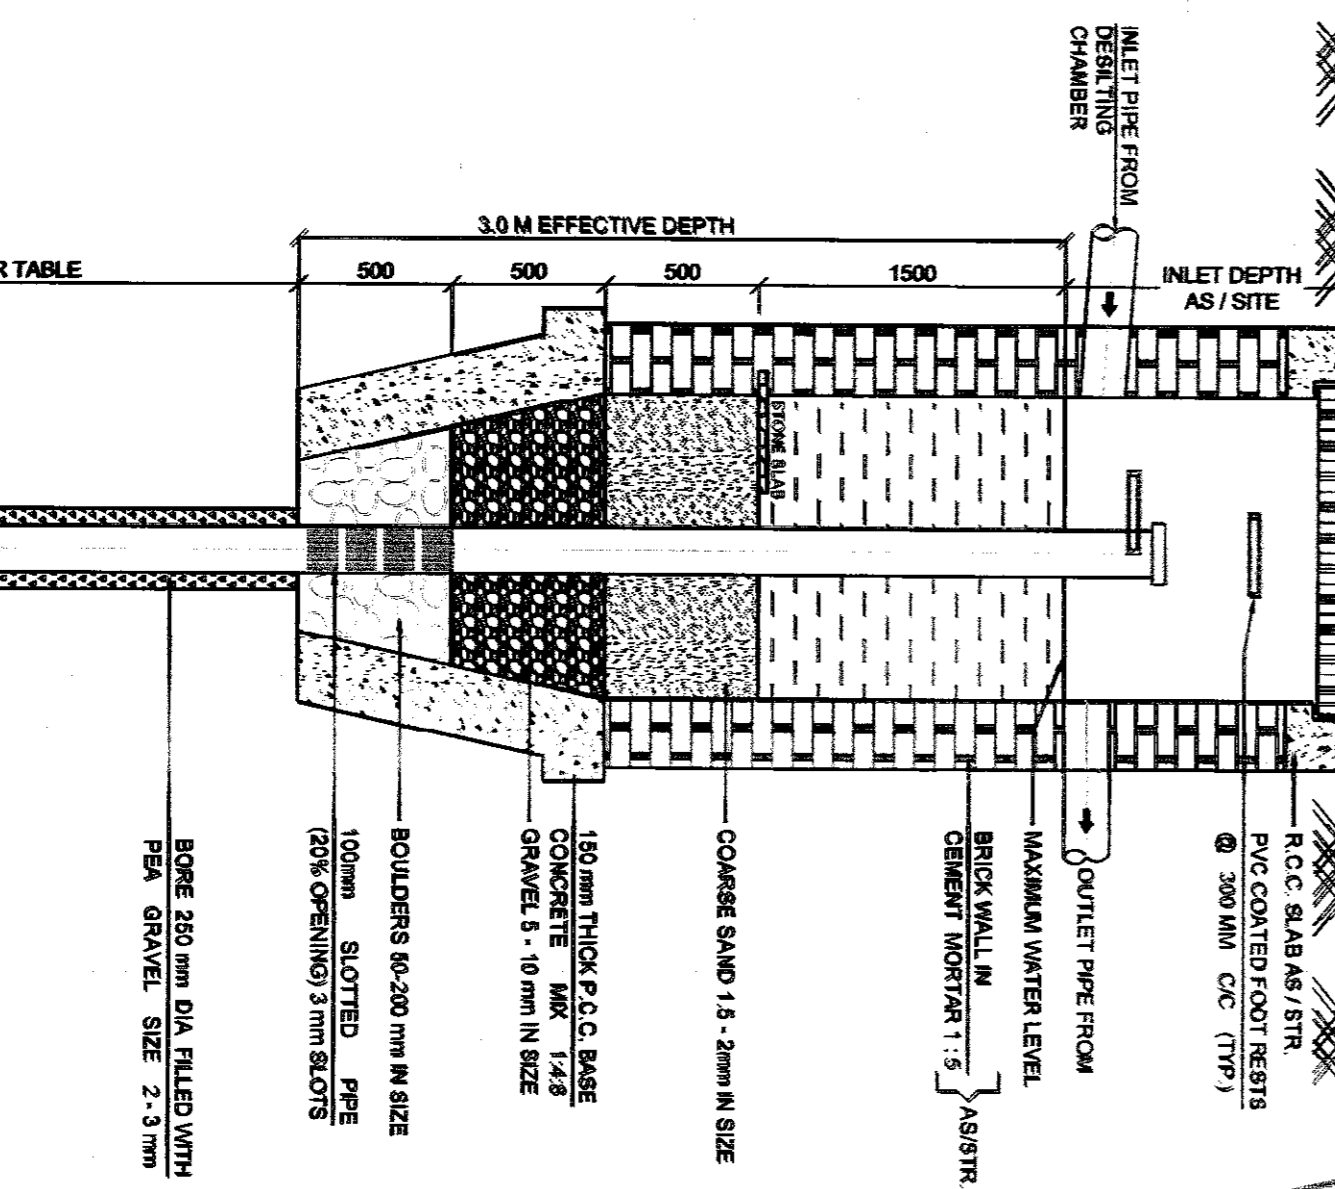 INLET PIPE FROM
DESILTING
CHAMBER
3.0 M EFFECTIVE DEPTH
R TABLE
500
500
500
1500
INLET DEPTH
AS / SITE
STONE SLAB
R.C.C. SLAB AS / STR.
PVC COATED FOOT RESTS
@ 300 MM C/C (TYP.)
OUTLET PIPE FROM
MAXIMUM WATER LEVEL
BRICK WALL IN
CEMENT MORTAR 1 : 5
AS/STR.
COARSE SAND 1.5 - 2mm IN SIZE
150 mm THICK P.C.C. BASE
CONCRETE MIX 1:4:8
GRAVEL 5 - 10 mm IN SIZE
BOULDERS 50-200 mm IN SIZE
100mm SLOTTED PIPE
(20% OPENING) 3 mm SLOTS
BORE 250 mm DIA FILLED WITH
PEA GRAVEL SIZE 2 - 3 mm